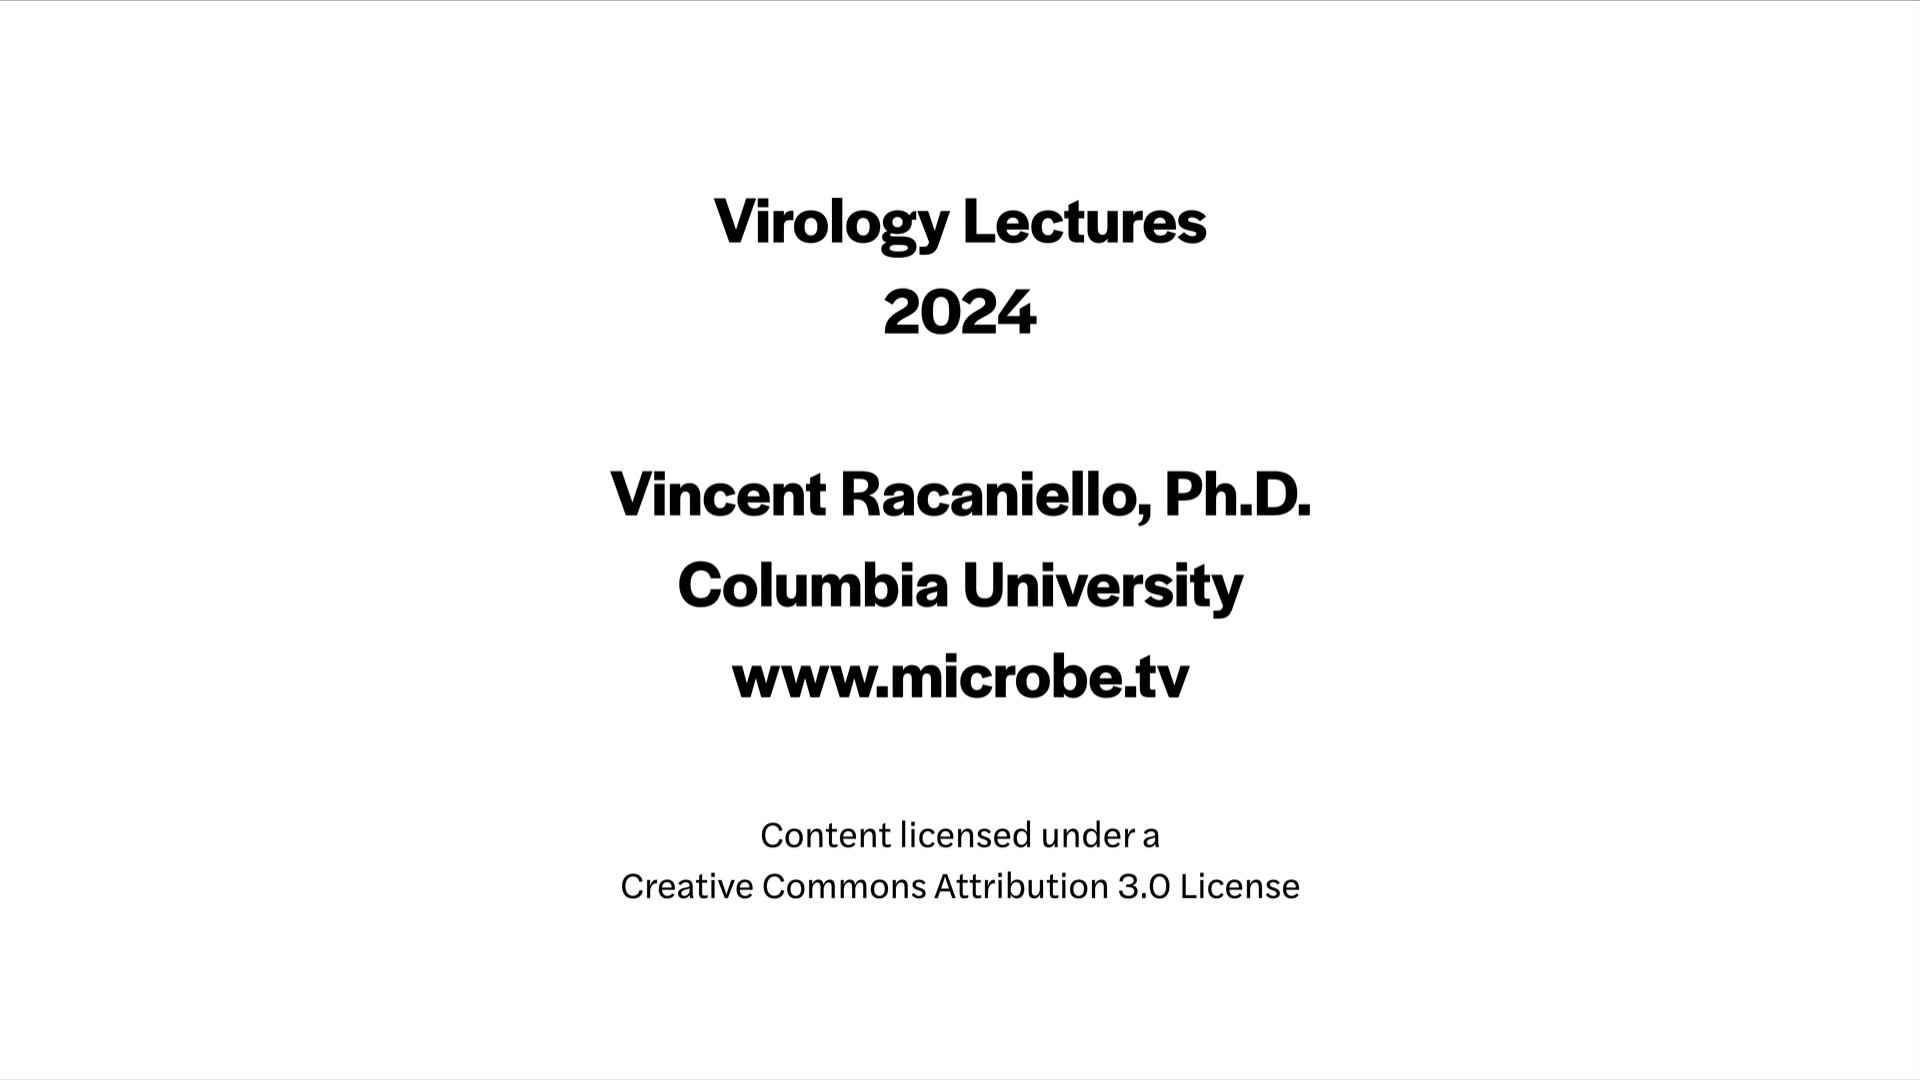 Virology Lectures
2024
Vincent Racaniello, Ph.D.
Columbia University
www.microbe.tv
Content licensed under a
Creative Commons Attribution 3.0 License